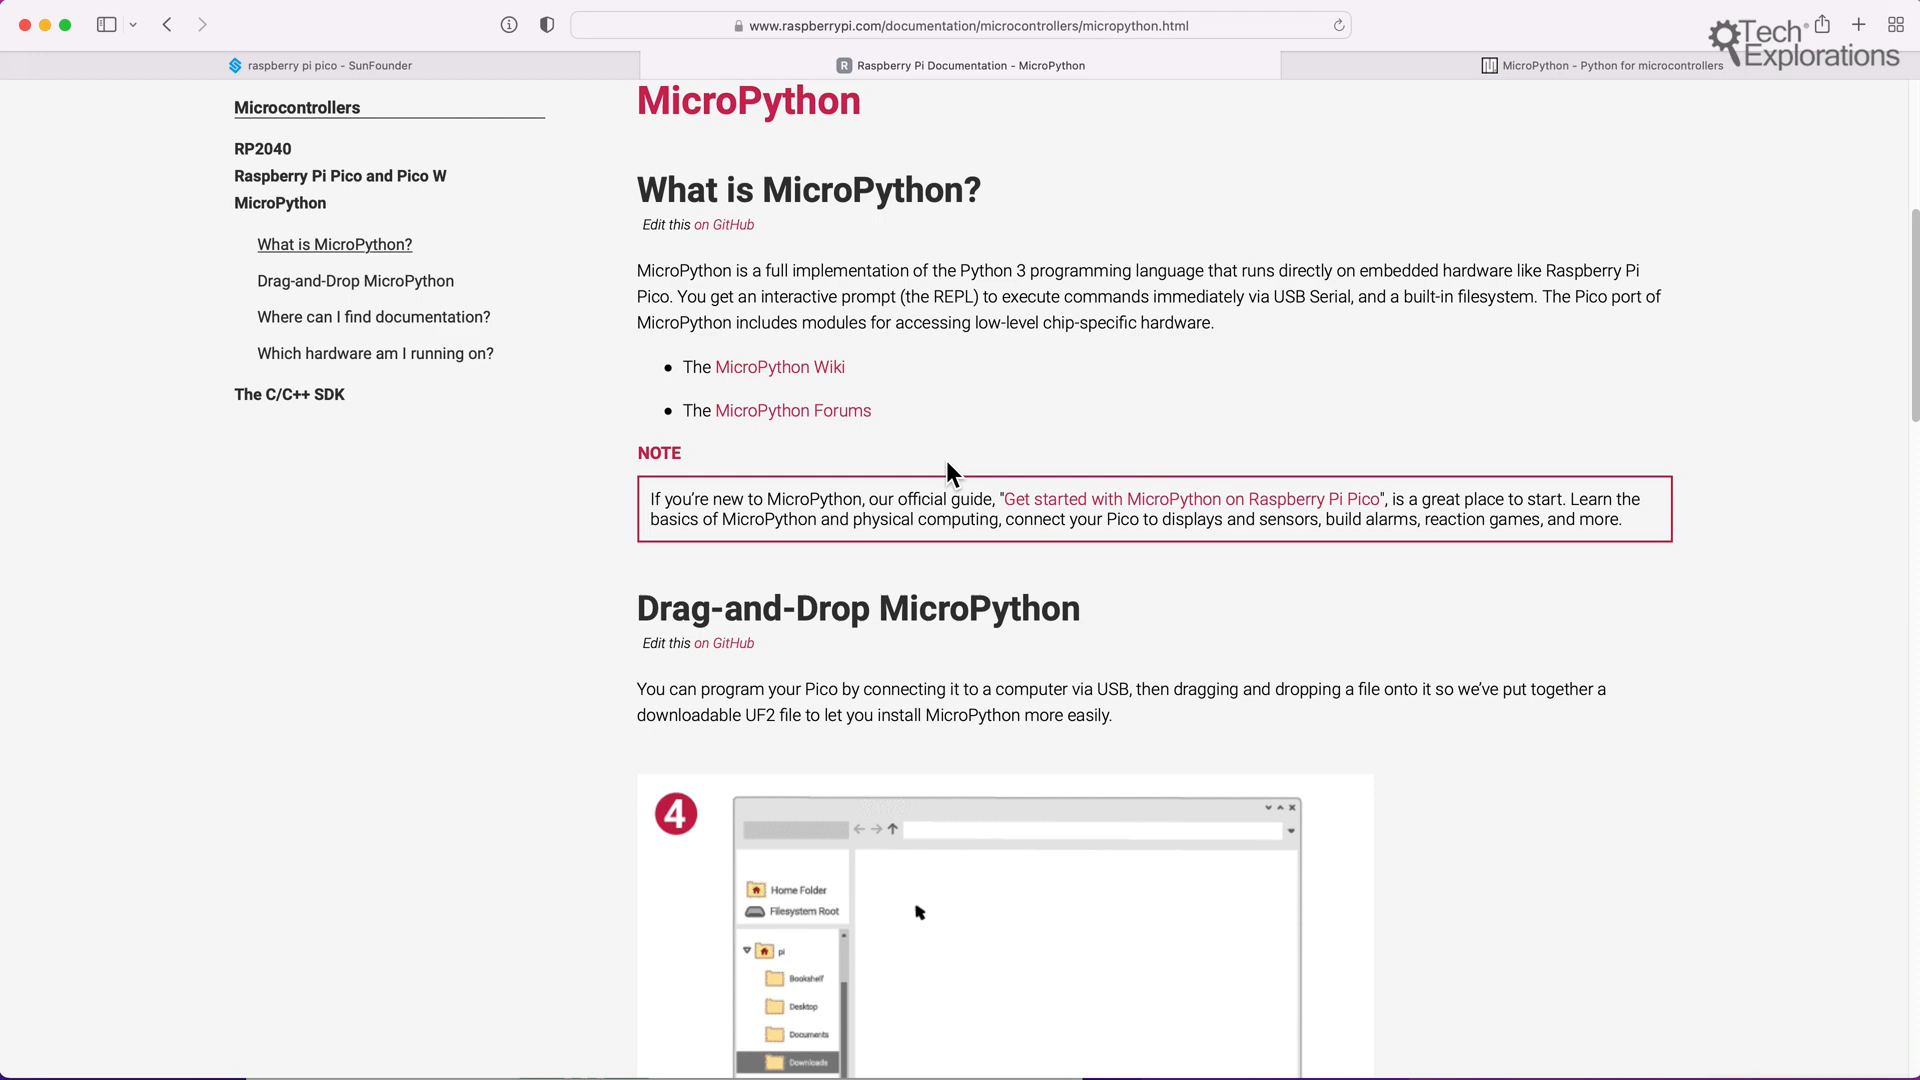 www.raspberrypi.com/documentation/microcontrollers/micropython.html
Tech
Explorations
raspberry pi pico - SunFounder
R Raspberry Pi Documentation - MicroPython
MicroPython - Python for microcontrollers
Microcontrollers
RP2040
Raspberry Pi Pico and Pico W
MicroPython
What is MicroPython?
Drag-and-Drop MicroPython
Where can I find documentation?
Which hardware am I running on?
The C/C++ SDK
MicroPython
What is MicroPython?
Edit this on GitHub
MicroPython is a full implementation of the Python 3 programming language that runs directly on embedded hardware like Raspberry Pi
Pico. You get an interactive prompt (the REPL) to execute commands immediately via USB Serial, and a built-in filesystem. The Pico port of
MicroPython includes modules for accessing low-level chip-specific hardware.
• The MicroPython Wiki
• The MicroPython Forums
NOTE
If you're new to MicroPython, our official guide, "Get started with MicroPython on Raspberry Pi Pico", is a great place to start. Learn the
basics of MicroPython and physical computing, connect your Pico to displays and sensors, build alarms, reaction games, and more.
Drag-and-Drop MicroPython
Edit this on GitHub
You can program your Pico by connecting it to a computer via USB, then dragging and dropping a file onto it so we've put together a
downloadable UF2 file to let you install MicroPython more easily.
4
Home Folder
Filesystem Root
pi
Bookshelf
Desktop
Documents
Downloads